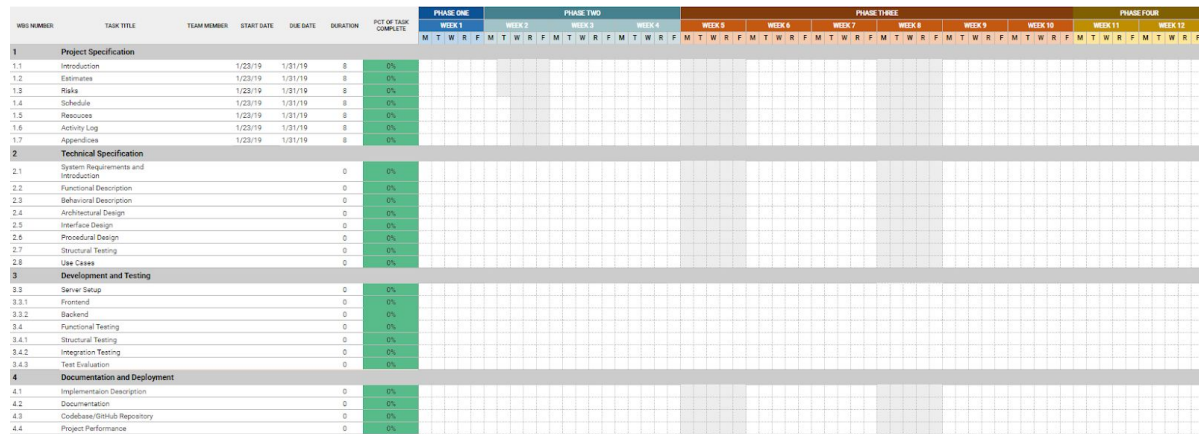 PHASE ONE PHASE TWO PHASE THREE PHASE FOUR
WBS NUMBER TASK TITLE TEAM MEMBER START DATE DUE DATE DURATION PCT OF TASK COMPLETE WEEK 1 WEEK 2 WEEK 3 WEEK 4 WEEK 5 WEEK 6 WEEK 7 WEEK 8 WEEK 9 WEEK 10 WEEK 11 WEEK 12
M T W R F M T W R F M T W R F M T W R F M T W R F M T W R F M T W R F M T W R F M T W R F M T W R F M T W R F M T W R F
1 Project Specification
1.1 Introduction 1/23/19 1/31/19 8 0%
1.2 Estimates 1/23/19 1/31/19 8 0%
1.3 Risks 1/23/19 1/31/19 8 0%
1.4 Schedule 1/23/19 1/31/19 8 0%
1.5 Resouces 1/23/19 1/31/19 8 0%
1.6 Activity Log 1/23/19 1/31/19 8 0%
1.7 Appendices 1/23/19 1/31/19 8 0%
2 Technical Specification
2.1 System Requirements and Introduction 0 0%
2.2 Functional Description 0 0%
2.3 Behavioral Description 0 0%
2.4 Architectural Design 0 0%
2.5 Interface Design 0 0%
2.6 Procedural Design 0 0%
2.7 Structural Testing 0 0%
2.8 Use Cases 0 0%
3 Development and Testing
3.3 Server Setup 0 0%
3.3.1 Frontend 0 0%
3.3.2 Backend 0 0%
3.4 Functional Testing 0 0%
3.4.1 Structural Testing 0 0%
3.4.2 Integration Testing 0 0%
3.4.3 Test Evaluation 0 0%
4 Documentation and Deployment
4.1 Implementaion Description 0 0%
4.2 Documentation 0 0%
4.3 Codebase/GitHub Repository 0 0%
4.4 Project Performance 0 0%